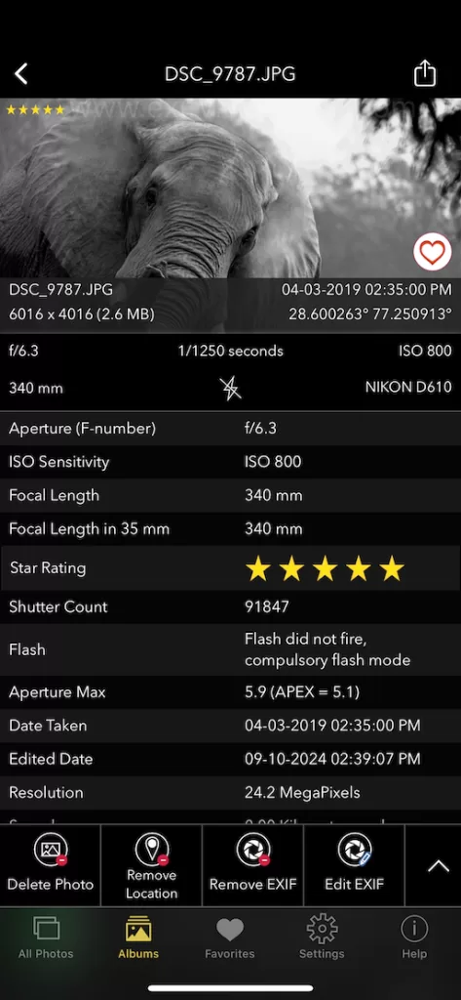 DSC_9787.JPG
DSC_9787.JPG 04-03-2019 02:35:00 PM
6016 x 4016 (2.6 MB) 28.600263° 77.250913°
f/6.3 1/1250 seconds ISO 800
340 mm NIKON D610
Aperture (F-number) f/6.3
ISO Sensitivity ISO 800
Focal Length 340 mm
Focal Length in 35 mm 340 mm
Star Rating
Shutter Count 91847
Flash Flash did not fire,
compulsory flash mode
Aperture Max 5.9 (APEX = 5.1)
Date Taken 04-03-2019 02:35:00 PM
Edited Date 09-10-2024 02:39:07 PM
Resolution 24.2 MegaPixels
Delete Photo
Remove
Location
Remove EXIF
Edit EXIF
All Photos
Albums
Favorites
Settings
Help